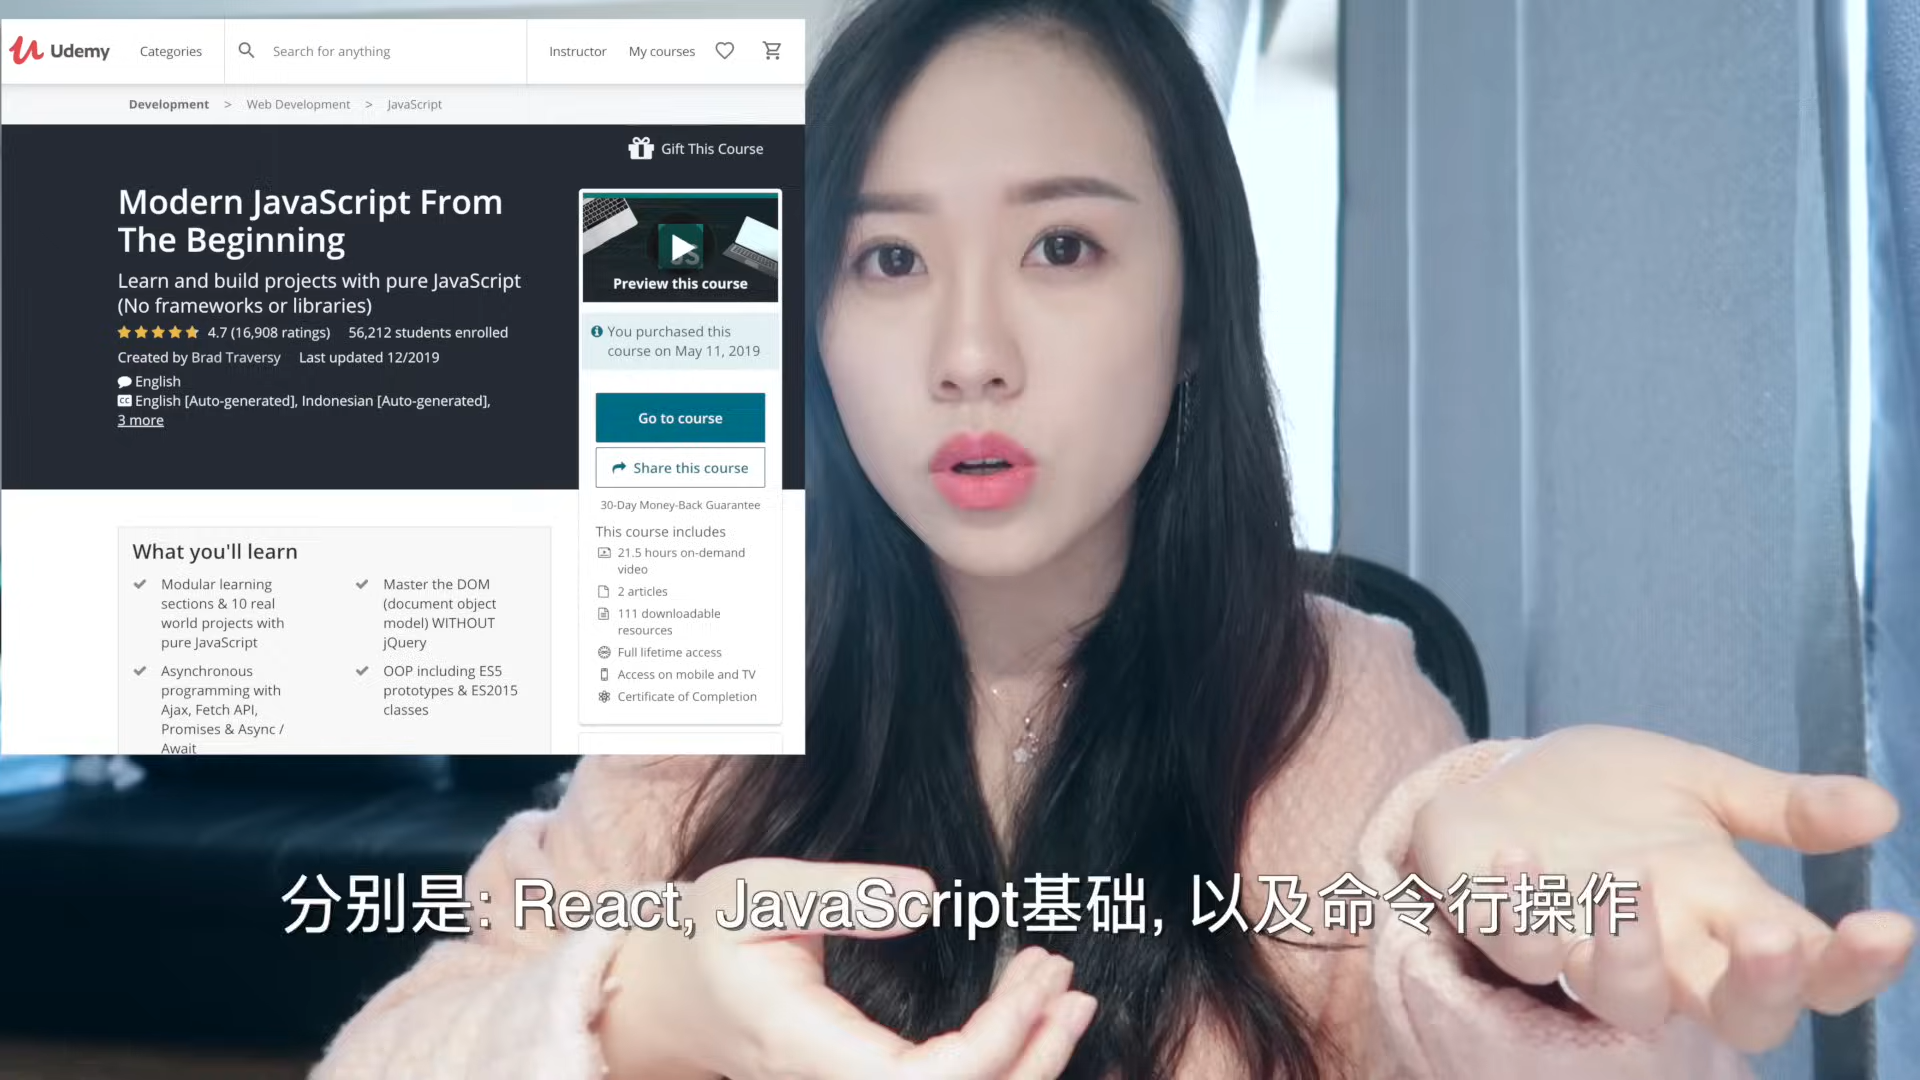 Udemy
Categories
Search for anything
Instructor
My courses
Development > Web Development > JavaScript
Gift This Course
Modern JavaScript From
The Beginning
Learn and build projects with pure JavaScript
(No frameworks or libraries)
4.7 (16,908 ratings) 56,212 students enrolled
Created by Brad Traversy Last updated 12/2019
English
English [Auto-generated], Indonesian [Auto-generated],
3 more
Preview this course
You purchased this
course on May 11, 2019
Go to course
Share this course
30-Day Money-Back Guarantee
This course includes
21.5 hours on-demand
video
2 articles
111 downloadable
resources
Full lifetime access
Access on mobile and TV
Certificate of Completion
What you'll learn
Modular learning
sections & 10 real
world projects with
pure JavaScript
Master the DOM
(document object
model) WITHOUT
jQuery
Asynchronous
programming with
Ajax, Fetch API,
Promises & Async /
Await
OOP including ES5
prototypes & ES2015
classes
分别是: React, JavaScript基础, 以及命令行操作